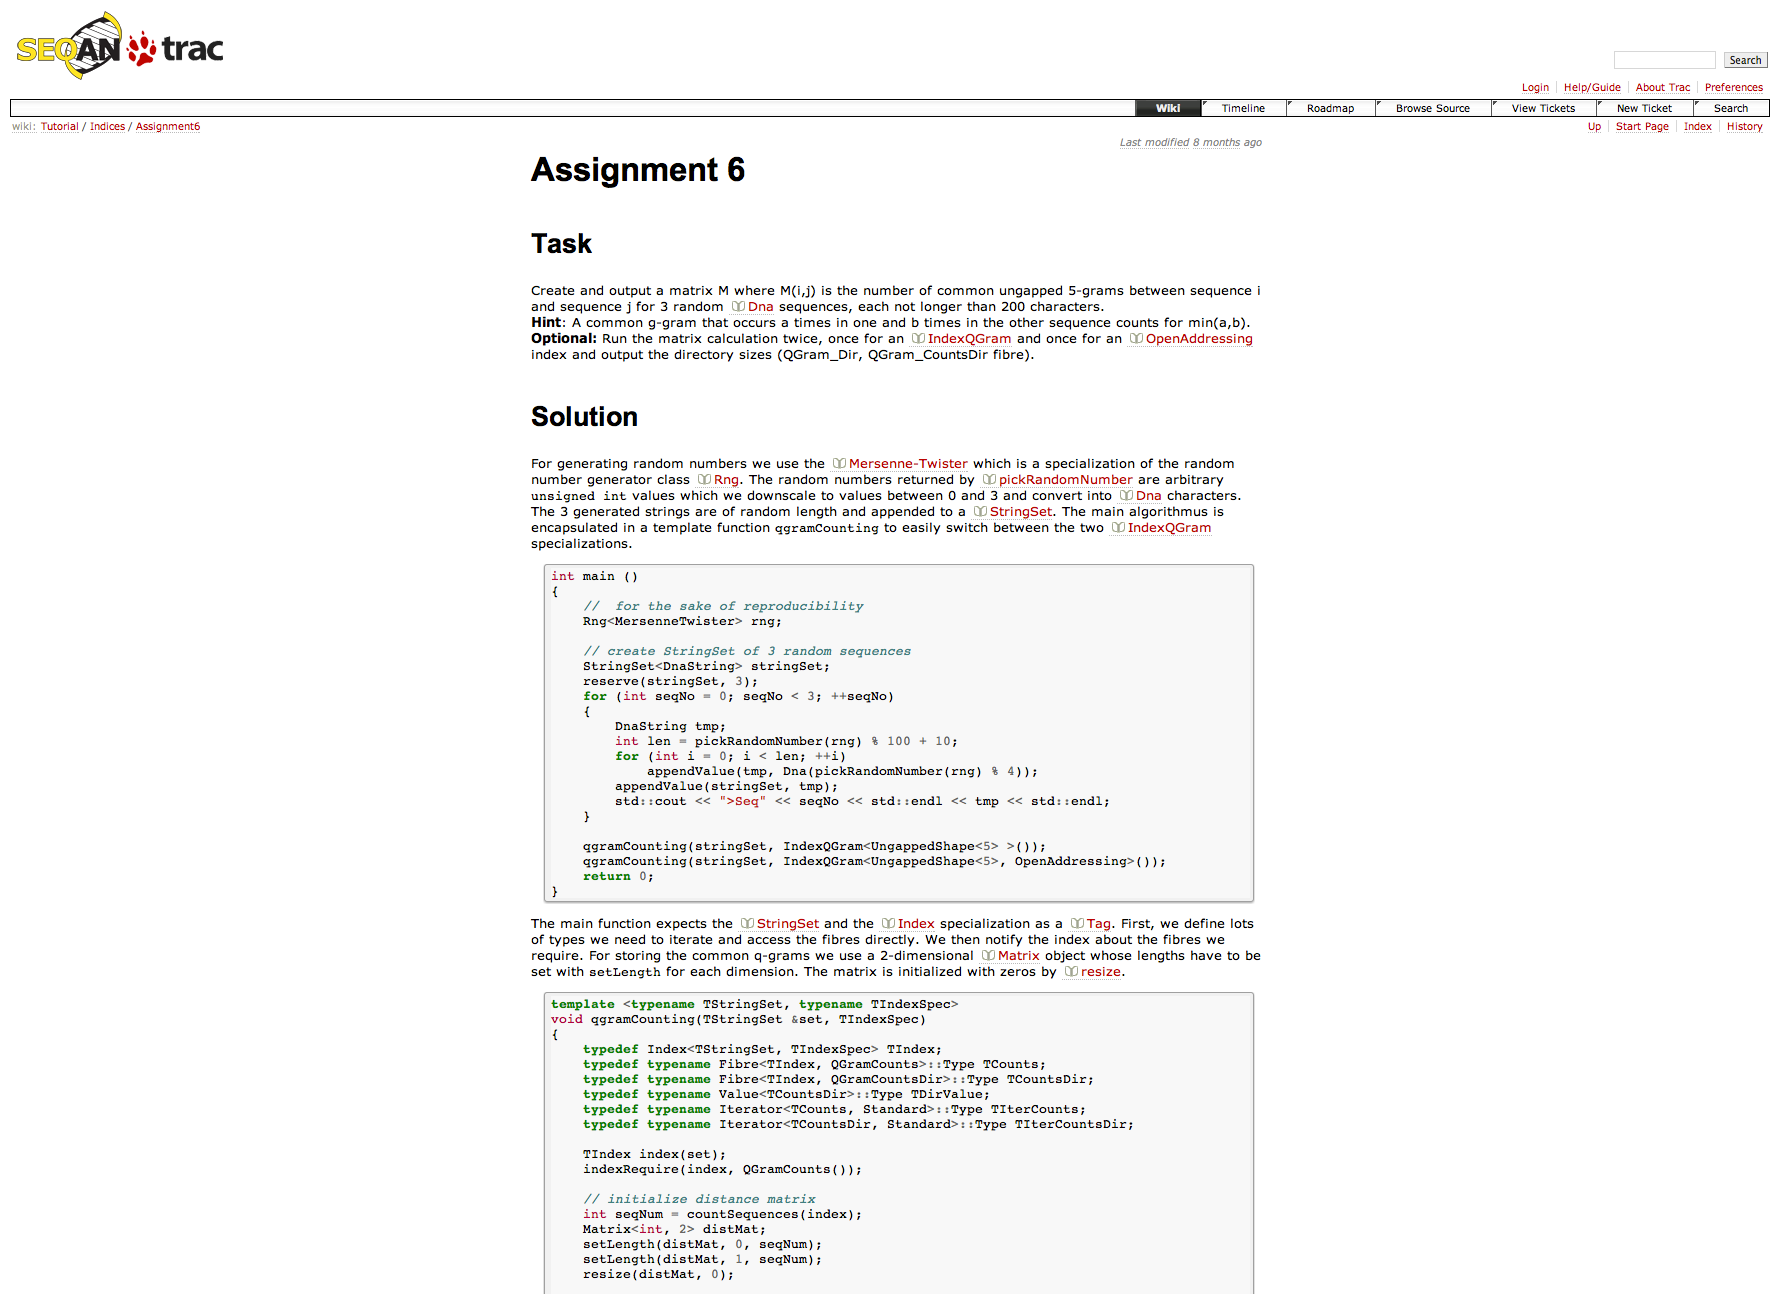 SEQAN trac
Search
Login Help/Guide About Trac Preferences
Wiki Timeline Roadmap Browse Source View Tickets New Ticket Search
wiki: Tutorial / Indices / Assignment6
Up Start Page Index History
Last modified 8 months ago
Assignment 6
Task
Create and output a matrix M where M(i,j) is the number of common ungapped 5-grams between sequence i
and sequence j for 3 random Dna sequences, each not longer than 200 characters.
Hint: A common g-gram that occurs a times in one and b times in the other sequence counts for min(a,b).
Optional: Run the matrix calculation twice, once for an IndexQGram and once for an OpenAddressing
index and output the directory sizes (QGram_Dir, QGram_CountsDir fibre).
Solution
For generating random numbers we use the Mersenne-Twister which is a specialization of the random
number generator class Rng. The random numbers returned by pickRandomNumber are arbitrary
unsigned int values which we downscale to values between 0 and 3 and convert into Dna characters.
The 3 generated strings are of random length and appended to a StringSet. The main algorithmus is
encapsulated in a template function qgramCounting to easily switch between the two IndexQGram
specializations.
int main ()
{
    //  for the sake of reproducibility
    Rng<MersenneTwister> rng;
    // create StringSet of 3 random sequences
    StringSet<DnaString> stringSet;
    reserve(stringSet, 3);
    for (int seqNo = 0; seqNo < 3; ++seqNo)
    {
        DnaString tmp;
        int len = pickRandomNumber(rng) % 100 + 10;
        for (int i = 0; i < len; ++i)
            appendValue(tmp, Dna(pickRandomNumber(rng) % 4));
        appendValue(stringSet, tmp);
        std::cout << ">Seq" << seqNo << std::endl << tmp << std::endl;
    }
    qgramCounting(stringSet, IndexQGram<UngappedShape<5> >());
    qgramCounting(stringSet, IndexQGram<UngappedShape<5>, OpenAddressing>());
    return 0;
}
The main function expects the StringSet and the Index specialization as a Tag. First, we define lots
of types we need to iterate and access the fibres directly. We then notify the index about the fibres we
require. For storing the common q-grams we use a 2-dimensional Matrix object whose lengths have to be
set with setLength for each dimension. The matrix is initialized with zeros by resize.
template <typename TStringSet, typename TIndexSpec>
void qgramCounting(TStringSet &set, TIndexSpec)
{
    typedef Index<TStringSet, TIndexSpec> TIndex;
    typedef typename Fibre<TIndex, QGramCounts>::Type TCounts;
    typedef typename Fibre<TIndex, QGramCountsDir>::Type TCountsDir;
    typedef typename Value<TCountsDir>::Type TDirValue;
    typedef typename Iterator<TCounts, Standard>::Type TIterCounts;
    typedef typename Iterator<TCountsDir, Standard>::Type TIterCountsDir;
    TIndex index(set);
    indexRequire(index, QGramCounts());
    // initialize distance matrix
    int seqNum = countSequences(index);
    Matrix<int, 2> distMat;
    setLength(distMat, 0, seqNum);
    setLength(distMat, 1, seqNum);
    resize(distMat, 0);